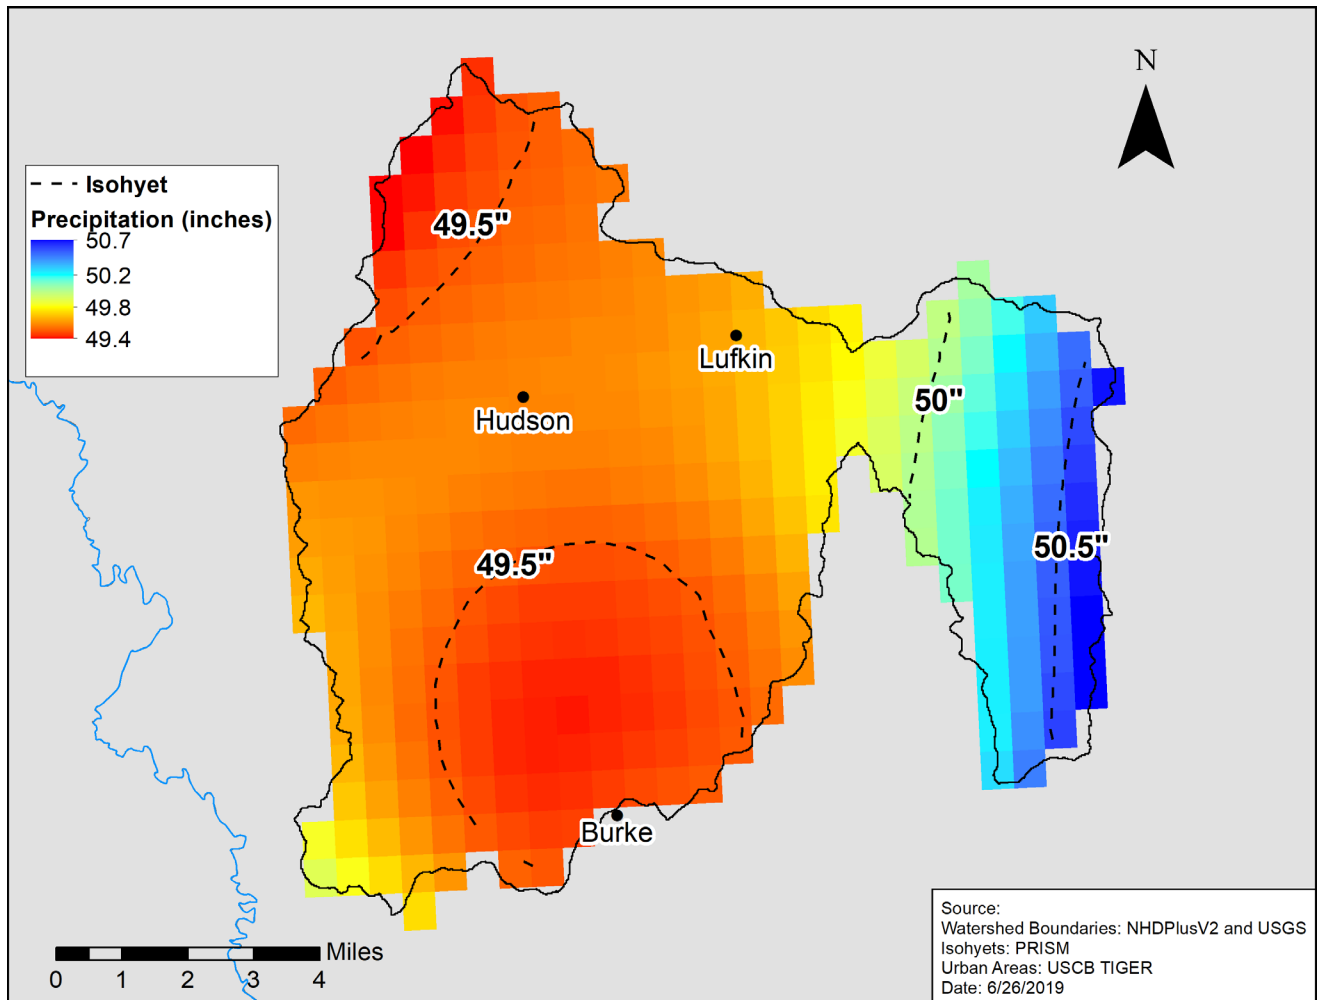 N
Isohyet
Precipitation (inches)
50.7
50.2
49.8
49.4
49.5"
Lufkin
Hudson
50"
50.5"
49.5"
Burke
Miles
0 1 2 3 4
Source:
Watershed Boundaries: NHDPlusV2 and USGS
Isohyets: PRISM
Urban Areas: USCB TIGER
Date: 6/26/2019